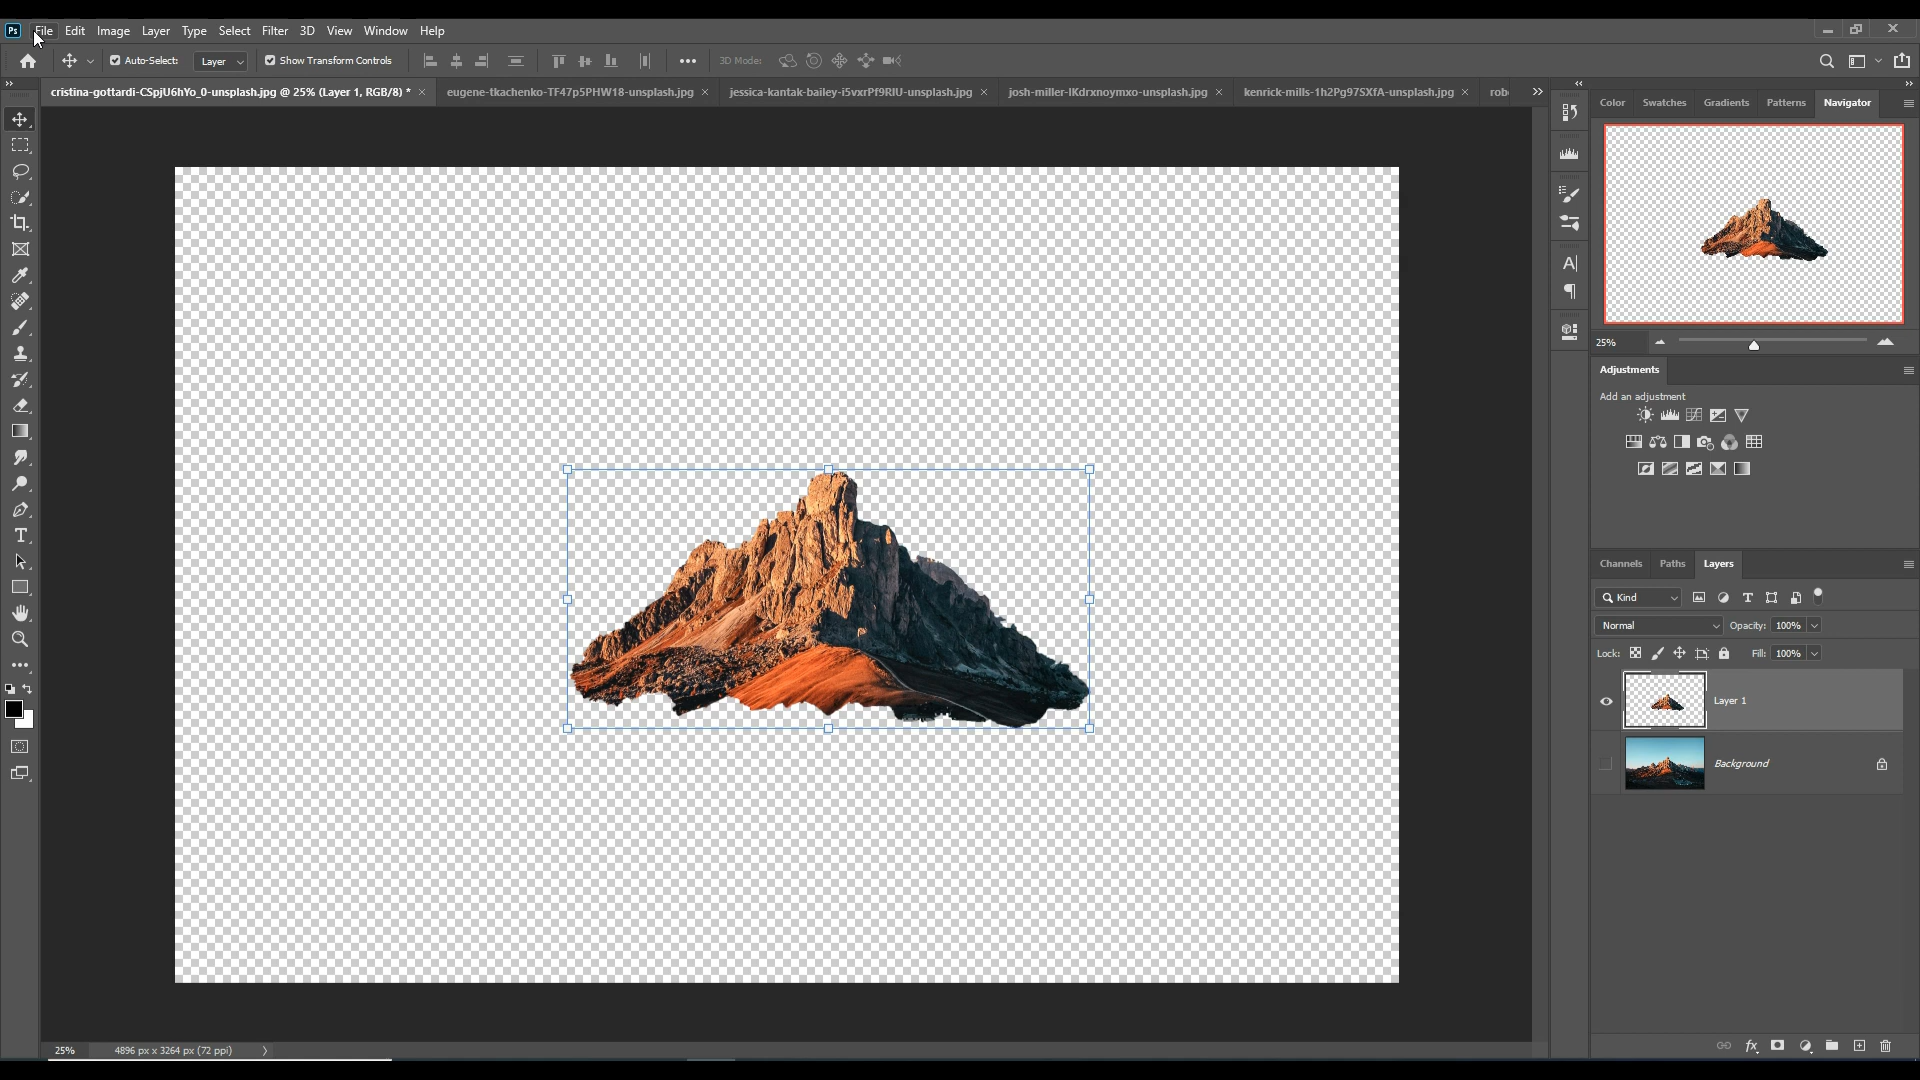 Ps File Edit Image Layer Type Select Filter 3D View Window Help
Auto-Select: Layer Show Transform Controls 3D Mode:
cristina-gottardi-CSpjU6hYo_0-unsplash.jpg @ 25% (Layer 1, RGB/8) * eugene-tkachenko-TF47p5PHW18-unsplash.jpg jessica-kantak-bailey-i5vxrPf9RIU-unsplash.jpg josh-miller-IKdrxnoymxo-unsplash.jpg kenrick-mills-1h2Pg97SXfA-unsplash.jpg rob
Color Swatches Gradients Patterns Navigator
25%
Adjustments
Add an adjustment
Channels Paths Layers
Kind
Normal Opacity: 100%
Lock: Fill: 100%
Layer 1
Background
25% 4896 px x 3264 px (72 ppi)